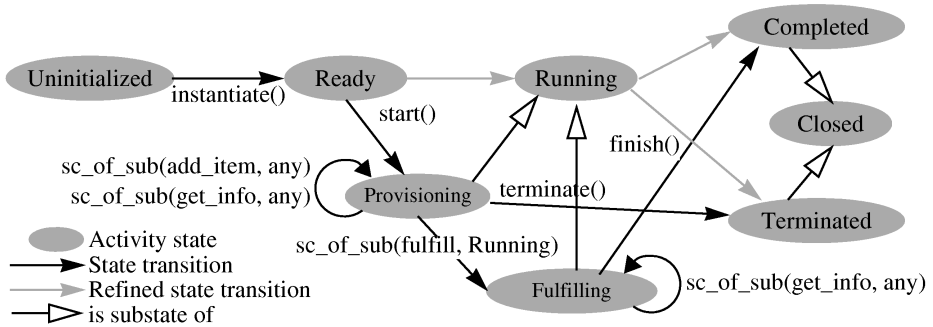 Completed
Uninitialized
Ready
Running
instantiate()
start()
Closed
finish()
sc_of_sub(add_item, any)
sc_of_sub(get_info, any)
Provisioning
terminate()
Terminated
Activity state
sc_of_sub(fulfill, Running)
State transition
Refined state transition
Fulfilling
sc_of_sub(get_info, any)
is substate of